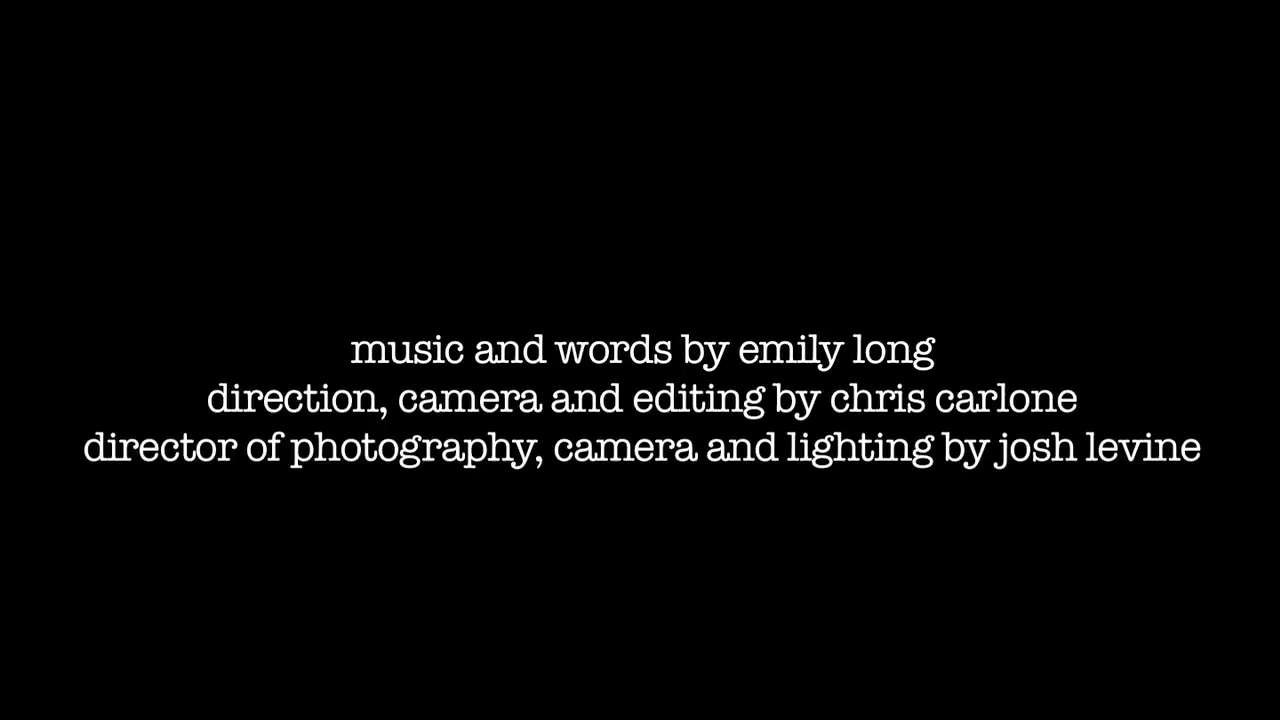 music and words by emily long
direction, camera and editing by chris carlone
director of photography, camera and lighting by josh levine